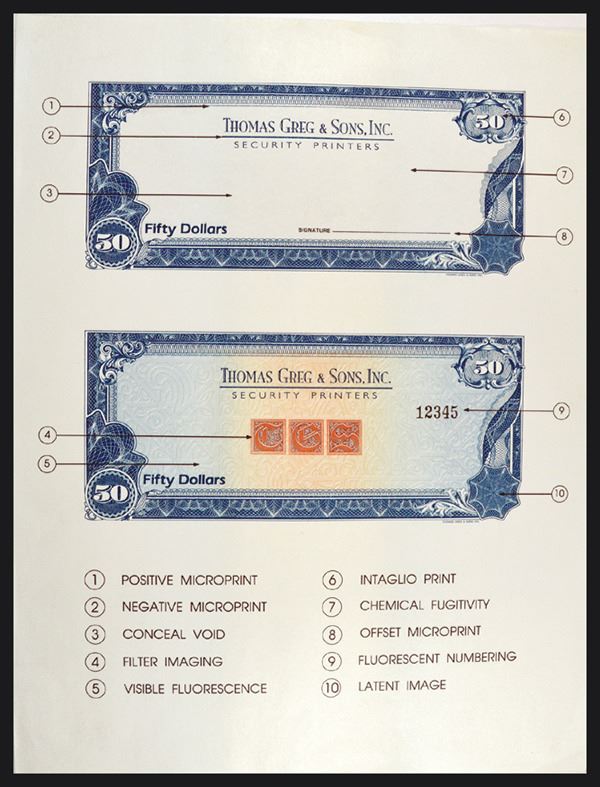 ① ② ③ ⑥ ⑦ ⑧
THOMAS GREG & SONS, INC.
SECURITY PRINTERS
50
Fifty Dollars
SIGNATURE
50
THOMAS GREG & SONS, INC.
SECURITY PRINTERS
50
12345
⑨
④
⑤
Fifty Dollars
50
⑩
① POSITIVE MICROPRINT
② NEGATIVE MICROPRINT
③ CONCEAL VOID
④ FILTER IMAGING
⑤ VISIBLE FLUORESCENCE
⑥ INTAGLIO PRINT
⑦ CHEMICAL FUGITIVITY
⑧ OFFSET MICROPRINT
⑨ FLUORESCENT NUMBERING
⑩ LATENT IMAGE